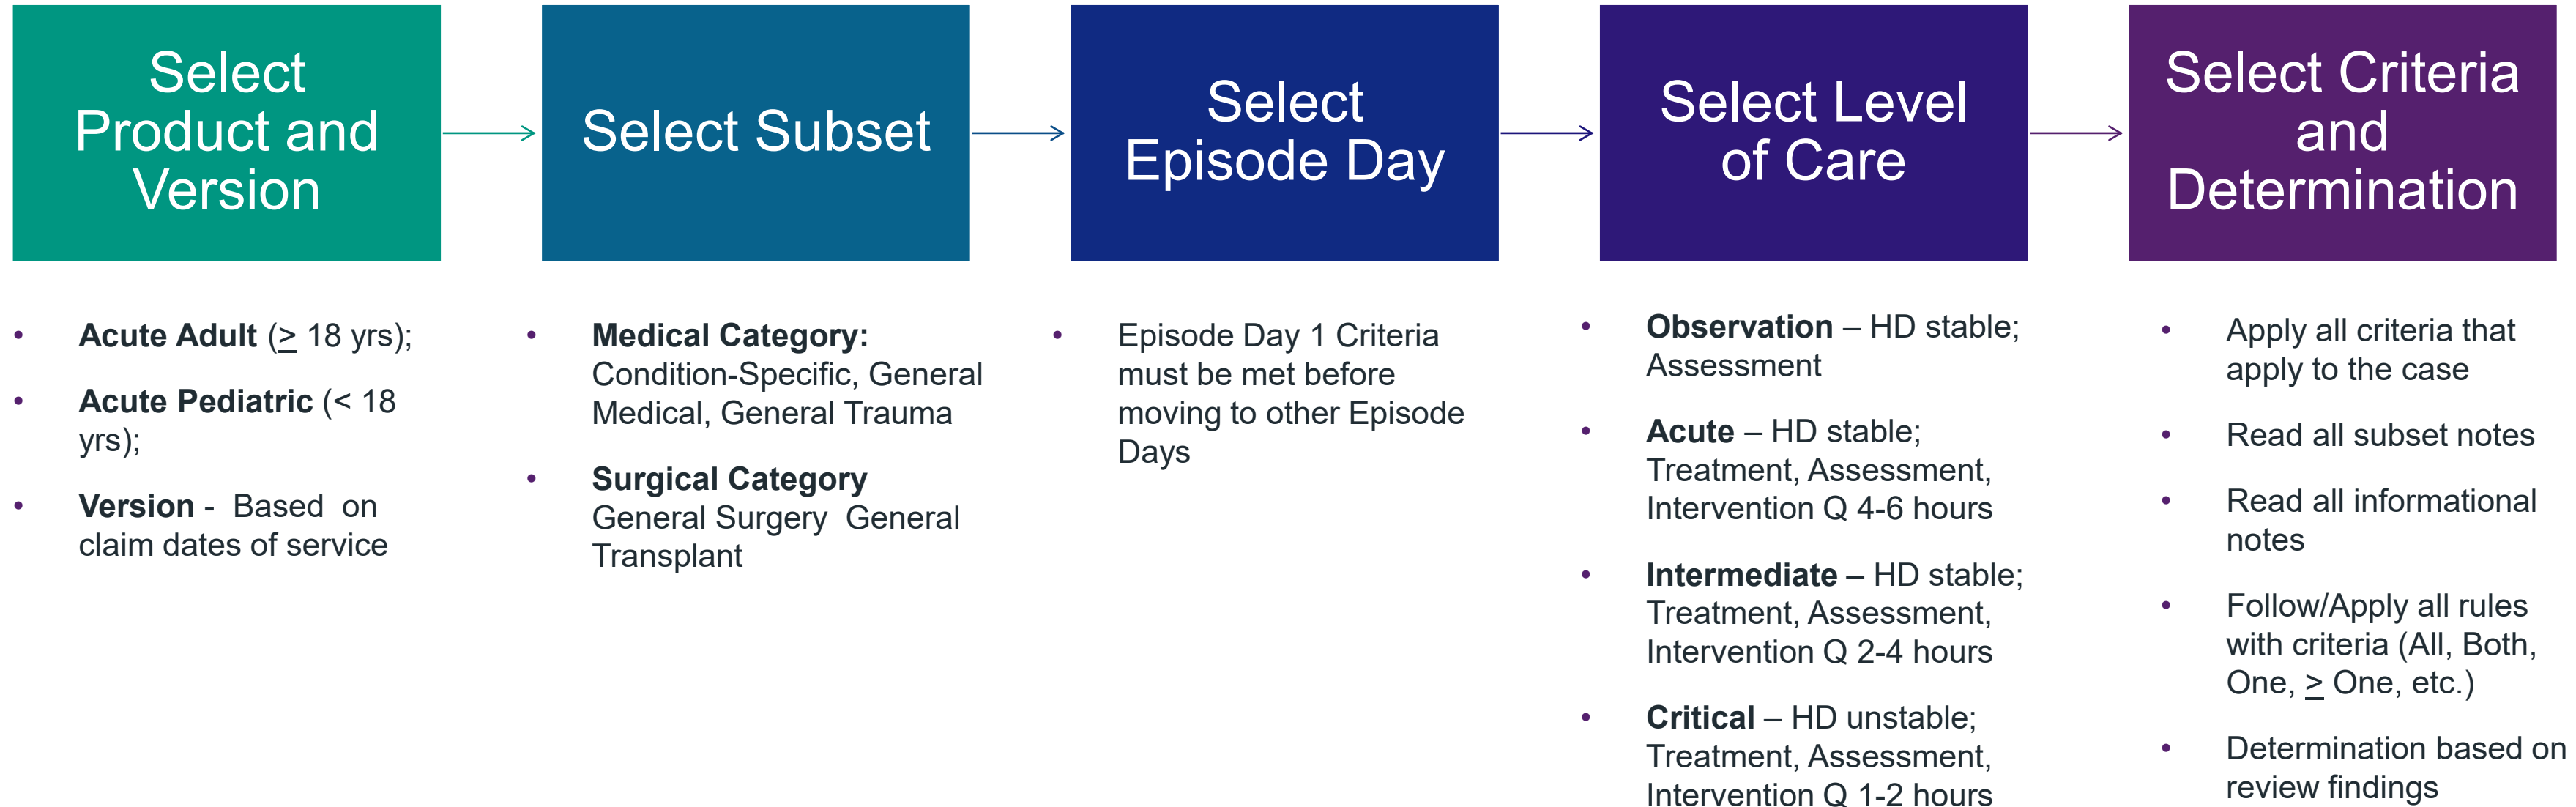 Select
Product and
Version
Select Subset
Select
Episode Day
Select Level
of Care
Select Criteria
and
Determination
• Acute Adult (≥ 18 yrs);
• Acute Pediatric (< 18
yrs);
• Version - Based on
claim dates of service
• Medical Category:
Condition-Specific, General
Medical, General Trauma
• Surgical Category
General Surgery General
Transplant
• Episode Day 1 Criteria
must be met before
moving to other Episode
Days
• Observation – HD stable;
Assessment
• Acute – HD stable;
Treatment, Assessment,
Intervention Q 4-6 hours
• Intermediate – HD stable;
Treatment, Assessment,
Intervention Q 2-4 hours
• Critical – HD unstable;
Treatment, Assessment,
Intervention Q 1-2 hours
• Apply all criteria that
apply to the case
• Read all subset notes
• Read all informational
notes
• Follow/Apply all rules
with criteria (All, Both,
One, ≥ One, etc.)
• Determination based on
review findings